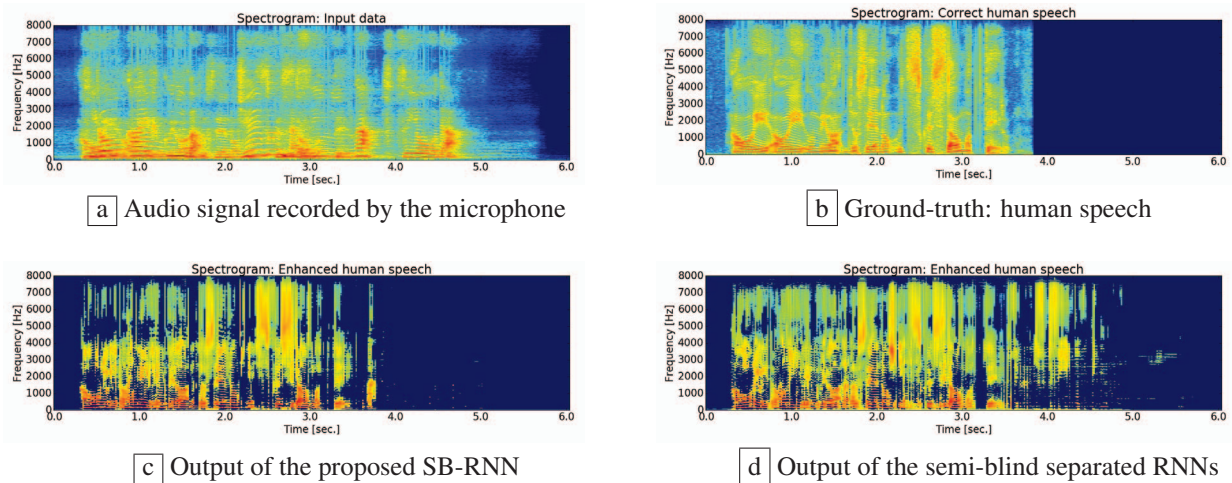 Spectrogram: Input data
8000
7000
6000
5000
4000
3000
2000
1000
0
Frequency [Hz]
0.0 1.0 2.0 3.0 4.0 5.0 6.0
Time [sec.]
a Audio signal recorded by the microphone
Spectrogram: Correct human speech
8000
7000
6000
5000
4000
3000
2000
1000
0
Frequency [Hz]
0.0 1.0 2.0 3.0 4.0 5.0 6.0
Time [sec.]
b Ground-truth: human speech
Spectrogram: Enhanced human speech
8000
7000
6000
5000
4000
3000
2000
1000
0
Frequency [Hz]
0.0 1.0 2.0 3.0 4.0 5.0 6.0
Time [sec.]
c Output of the proposed SB-RNN
Spectrogram: Enhanced human speech
8000
7000
6000
5000
4000
3000
2000
1000
0
Frequency [Hz]
0.0 1.0 2.0 3.0 4.0 5.0 6.0
Time [sec.]
d Output of the semi-blind separated RNNs